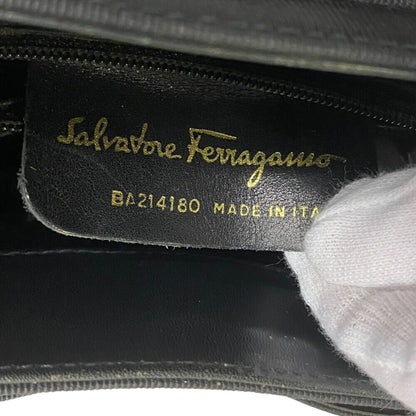 Salvatore Ferragamo
BA214180 MADE IN ITA